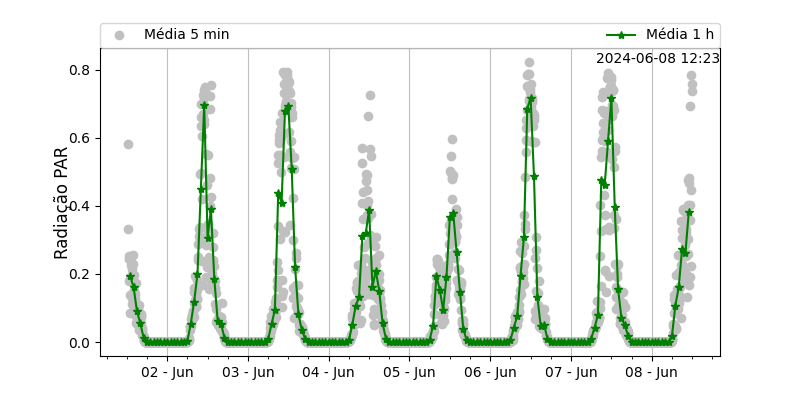 Média 5 min
Média 1 h
2024-06-08 12:23
Radiação PAR
0.8
0.6
0.4
0.2
0.0
02 - Jun
03 - Jun
04 - Jun
05 - Jun
06 - Jun
07 - Jun
08 - Jun